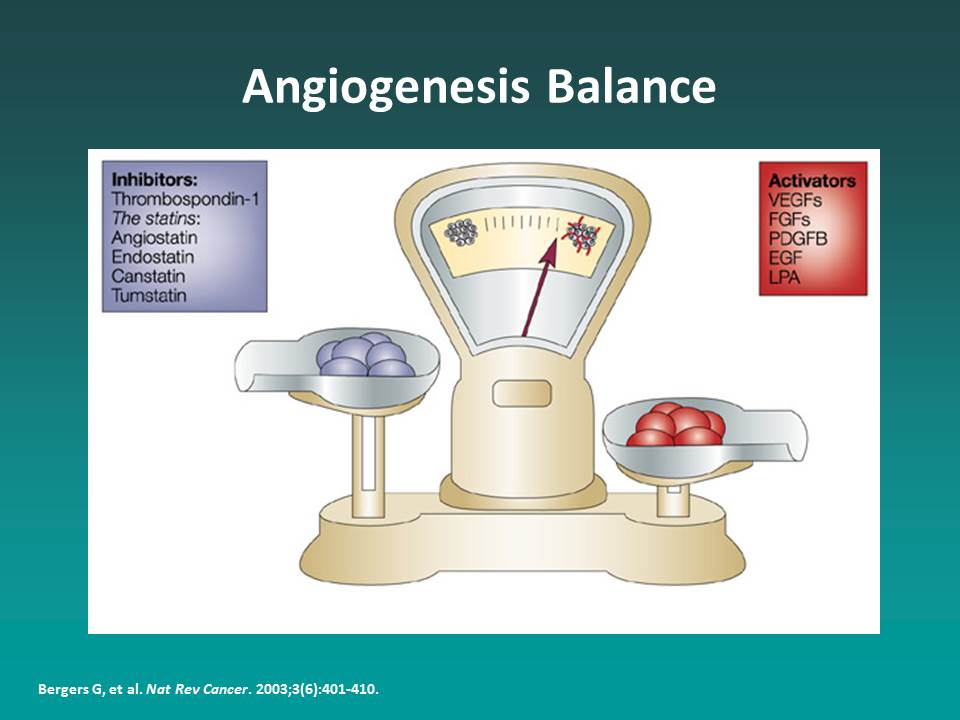 Angiogenesis Balance
Inhibitors:
Thrombospondin-1
The statins:
Angiostatin
Endostatin
Canstatin
Tumstatin
Activators
VEGFs
FGFs
PDGFB
EGF
LPA
Bergers G, et al. Nat Rev Cancer. 2003;3(6):401-410.